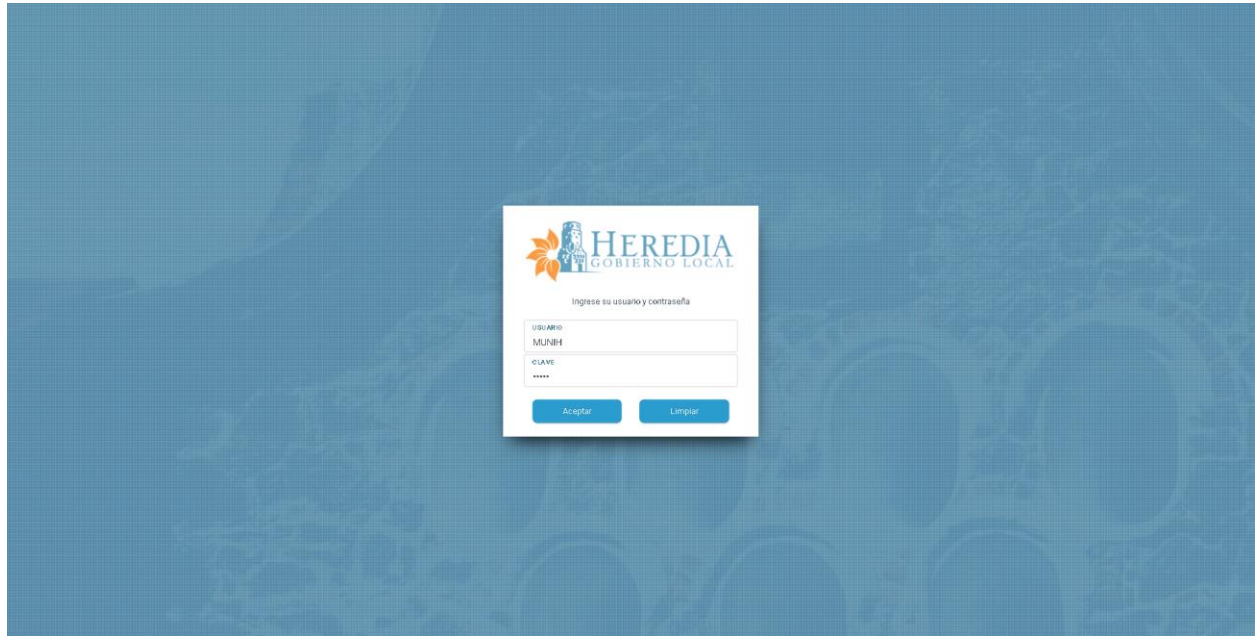 HEREDIA
GOBIERNO LOCAL
Ingrese su usuario y contraseña
USUARIO
MUNIH
CLAVE
•••••
Aceptar Limpiar